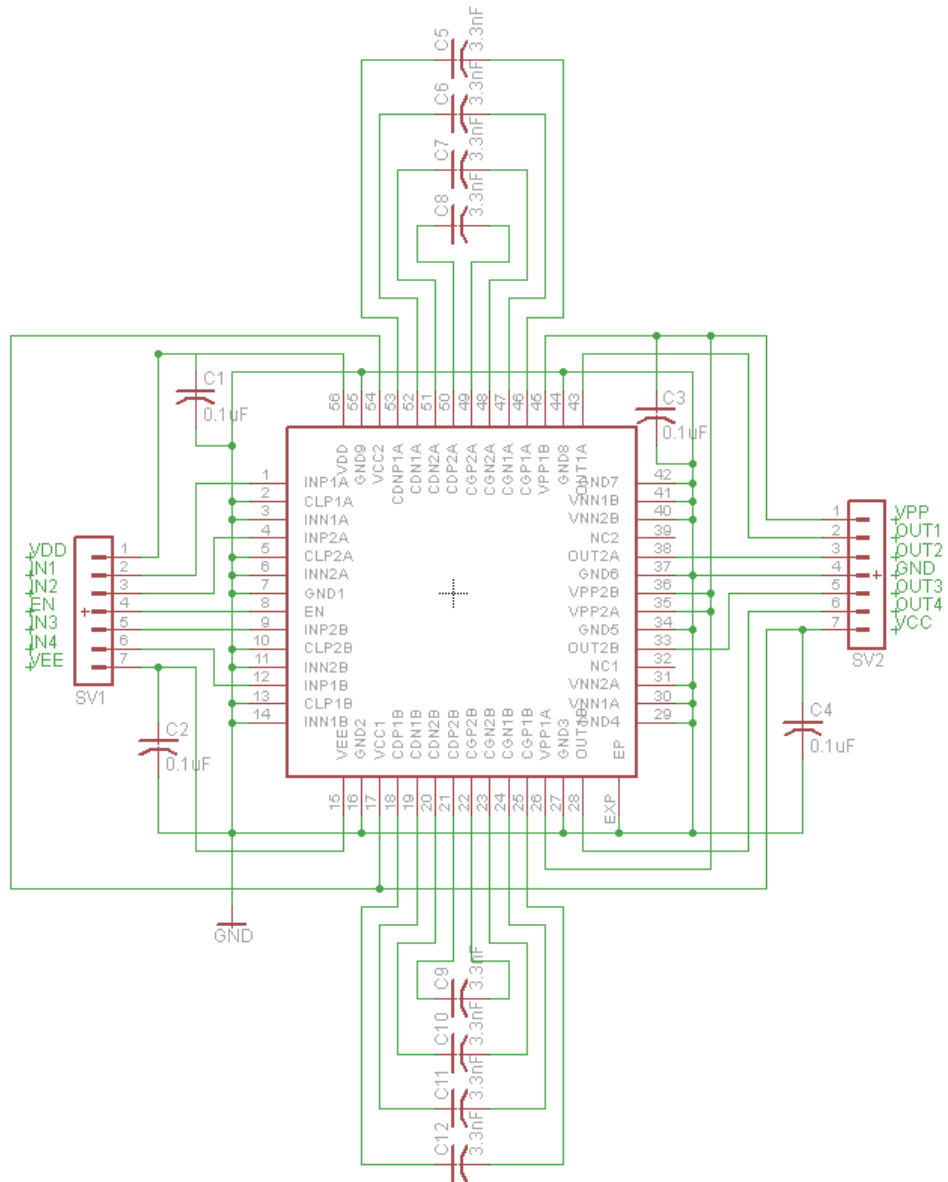 C5 3.3nF
C6 3.3nF
C7 3.3nF
C8 3.3nF
C1
0.1uF
C3
0.1uF
56 55 54 53 52 51 50 49 48 47 46 45 44 43
VDD GND9 VCC2 CDNP1A CDN1A CDN2A CDP2A CGP2A CGN2A CGN1A CGP1A VPP1B GND8 OUT1A
1 INP1A
2 CLP1A
3 INN1A
4 INP2A
5 CLP2A
6 INN2A
7 GND1
8 EN
9 INP2B
10 CLP2B
11 INN2B
12 INP1B
13 CLP1B
14 INN1B
GND7 42
VNN1B 41
VNN2B 40
NC2 39
OUT2A 38
GND6 37
VPP2B 36
VPP2A 35
GND5 34
OUT2B 33
NC1 32
VNN2A 31
VNN1A 30
GND4 29
VDD 1
IN1 2
IN2 3
EN 4
IN3 5
IN4 6
VEE 7
SV1
1 VPP
2 OUT1
3 OUT2
4 GND
5 OUT3
6 OUT4
7 VCC
SV2
C2
0.1uF
C4
0.1uF
VEE GND2 VCC1 CDP1B CDN1B CDN2B CDP2B CGP2B CGN2B CGN1B CGP1B VPP1A GND3 OUT1B EP
15 16 17 18 19 20 21 22 23 24 25 26 27 28 EXP
GND
C9 3.3nF
C10 3.3nF
C11 3.3nF
C12 3.3nF